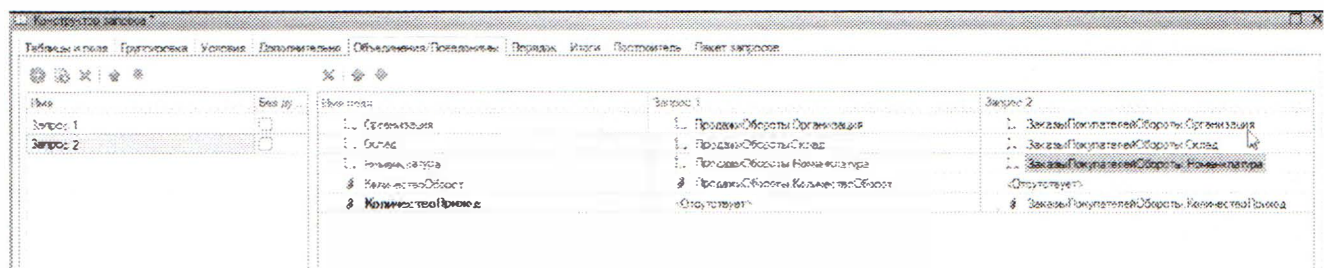 Конструктор запроса *
Таблицы и поля Группировка Условия Дополнительно Объединения/Псевдонимы Порядок Итоги Построитель Пакет запросов
Имя Без ду... Имя поля Запрос 1 Запрос 2
Запрос 1 Организация ПродажиОбороты.Организация ЗаказыПокупателейОбороты.Организация
Запрос 2 Склад ПродажиОбороты.Склад ЗаказыПокупателейОбороты.Склад
Номенклатура ПродажиОбороты.Номенклатура ЗаказыПокупателейОбороты.Номенклатура
КоличествоОборот ПродажиОбороты.КоличествоОборот <Отсутствует>
КоличествоПриход <Отсутствует> ЗаказыПокупателейОбороты.КоличествоПриход